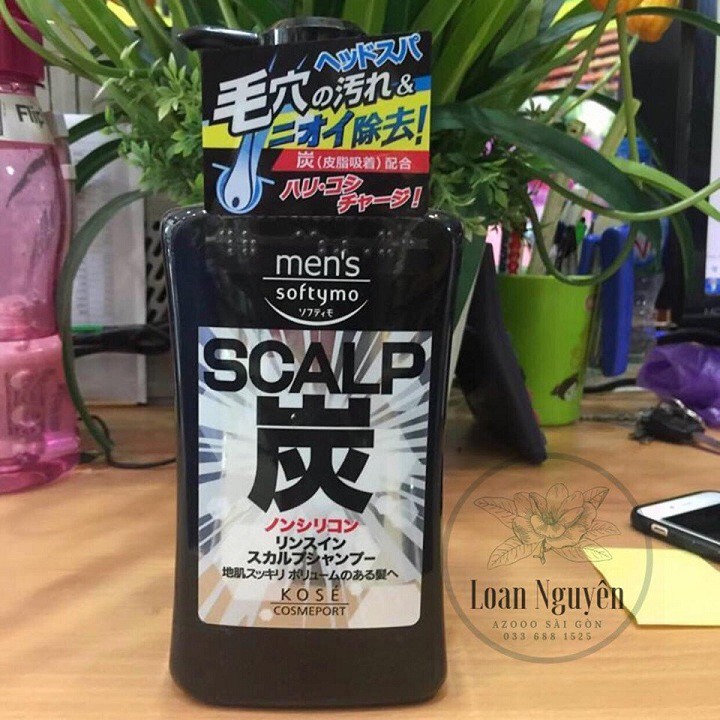 ヘッドスパ
毛穴の汚れ&
ニオイ除去!
炭(皮脂吸着)配合
ハリ・コシ
チャージ!
men's
softymo
ソフティモ
SCALP
炭
ノンシリコン
リンスイン
スカルプシャンプー
地肌スッキリ ボリュームのある髪へ
KOSÉ
COSMEPORT
Flip
Loan Nguyên
AZOOO SÀI GÒN
033 688 1525